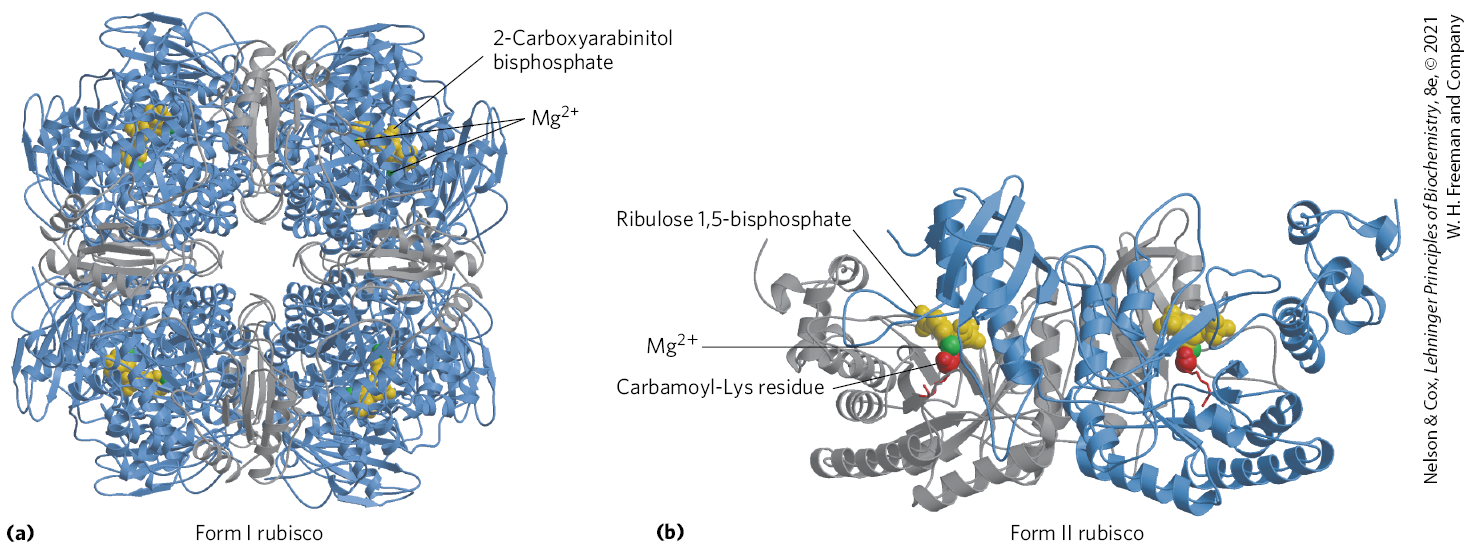 2-Carboxyarabinitol
bisphosphate
Mg2+
(a)
Form I rubisco
Ribulose 1,5-bisphosphate
Mg2+
Carbamoyl-Lys residue
(b)
Form II rubisco
Nelson & Cox, Lehninger Principles of Biochemistry, 8e, © 2021
W. H. Freeman and Company